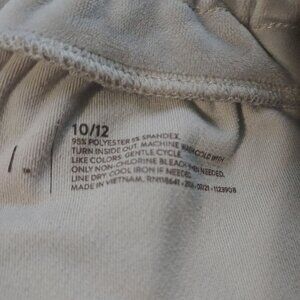 10/12
95% POLYESTER 5% SPANDEX.
TURN INSIDE OUT. MACHINE WASH COLD WITH
LIKE COLORS. GENTLE CYCLE.
ONLY NON-CHLORINE BLEACH WHEN NEEDED.
LINE DRY. COOL IRON IF NEEDED.
MADE IN VIETNAM. RN118641